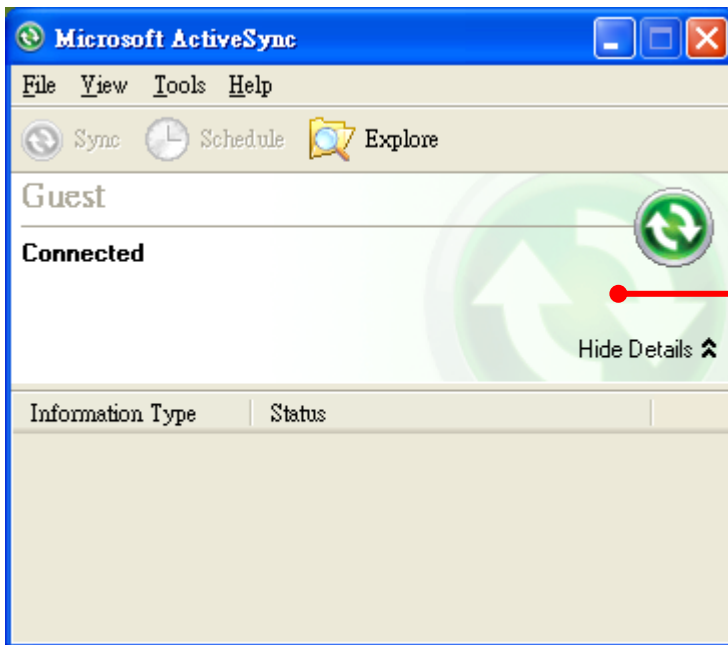 Microsoft ActiveSync
File View Tools Help
Sync Schedule Explore
Guest
Connected
Hide Details
Information Type Status